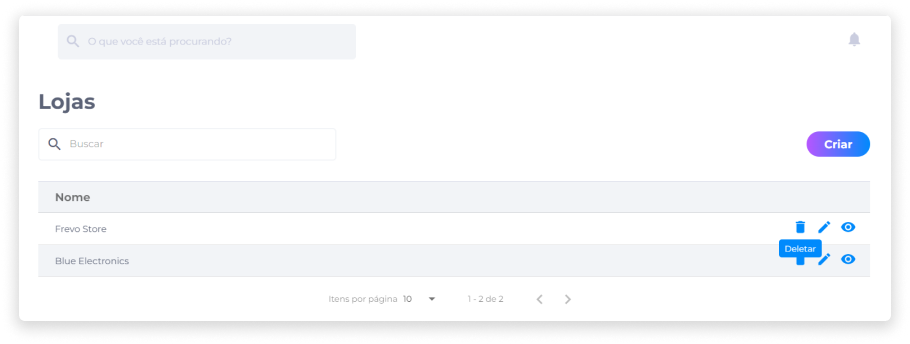 O que você está procurando?
Lojas
Buscar
Criar
Nome
Frevo Store
Deletar
Blue Electronics
Itens por página 10 1 - 2 de 2